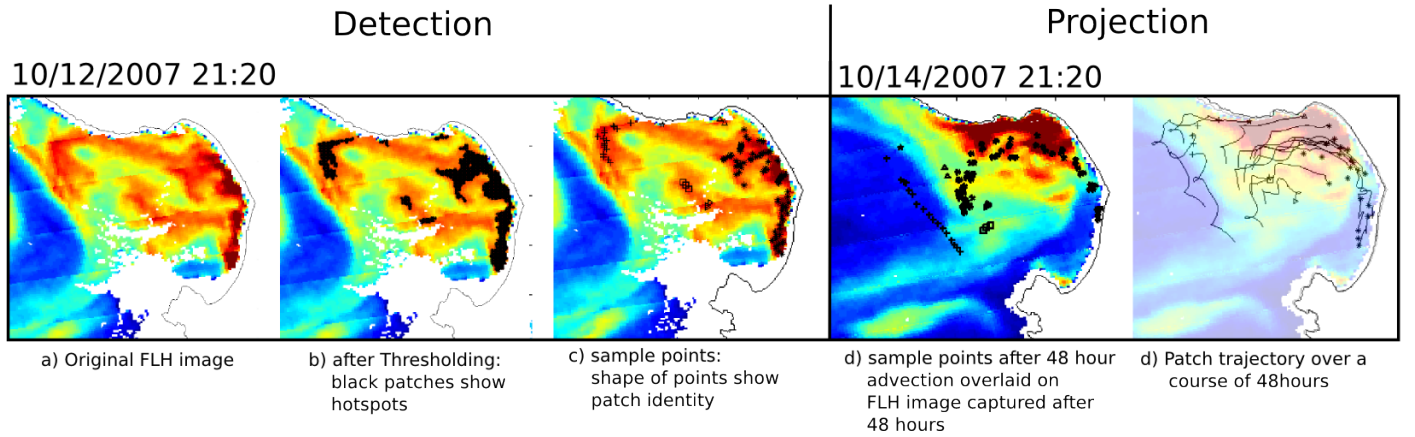 Detection
Projection
10/12/2007 21:20
10/14/2007 21:20
a) Original FLH image
b) after Thresholding:
black patches show
hotspots
c) sample points:
shape of points show
patch identity
d) sample points after 48 hour
advection overlaid on
FLH image captured after
48 hours
d) Patch trajectory over a
course of 48hours